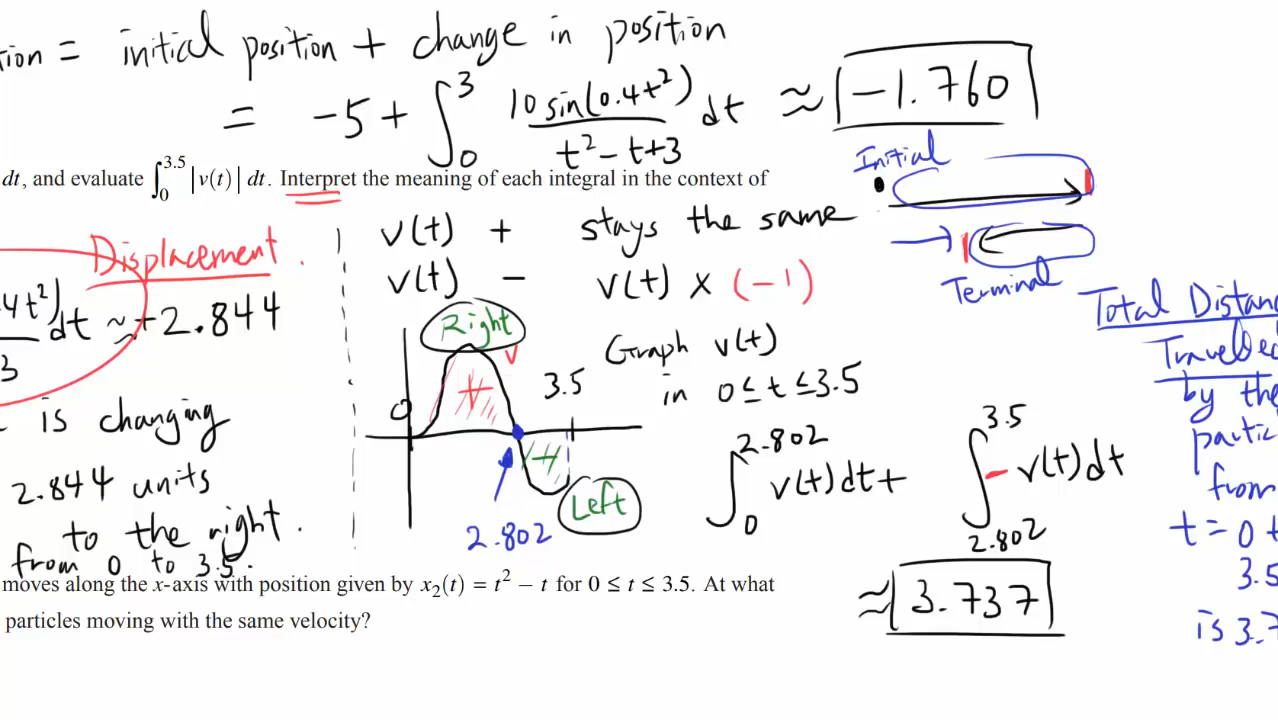 tion = initial position + change in position
= -5 + ∫₀³ 10 sin(0.4t²) / (t² - t + 3) dt ≈ -1.760
dt, and evaluate ∫₀^3.5 |v(t)| dt. Interpret the meaning of each integral in the context of
Initial
Terminal
Displacement.
4t²) dt ≈ +2.844
3
is changing
2.844 units
to the right.
from 0 to 3.5.
v(t) + stays the same
v(t) - v(t) × (-1)
Right
v
Graph v(t)
in 0 ≤ t ≤ 3.5
0
3.5
+
+
Left
2.802
∫₀^2.802 v(t) dt + ∫_2.802^3.5 -v(t) dt
≈ 3.737
Total Distan
Travelled
by the
partic
from
t = 0 t
3.5
is 3.7
moves along the x-axis with position given by x₂(t) = t² − t for 0 ≤ t ≤ 3.5. At what
particles moving with the same velocity?